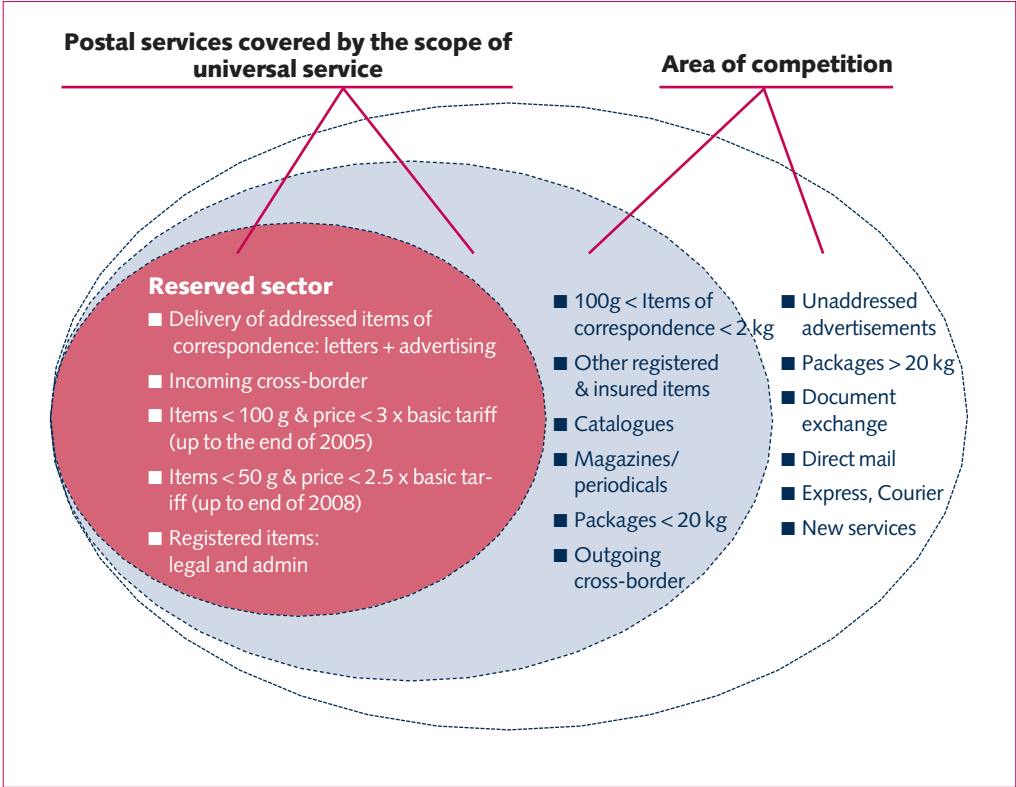 Postal services covered by the scope of
universal service
Area of competition
Reserved sector
■ Delivery of addressed items of
correspondence: letters + advertising
■ Incoming cross-border
■ Items < 100 g & price < 3 x basic tariff
(up to the end of 2005)
■ Items < 50 g & price < 2.5 x basic tar-
iff (up to end of 2008)
■ Registered items:
legal and admin
■ 100g < Items of
correspondence < 2 kg
■ Other registered
& insured items
■ Catalogues
■ Magazines/
periodicals
■ Packages < 20 kg
■ Outgoing
cross-border
■ Unaddressed
advertisements
■ Packages > 20 kg
■ Document
exchange
■ Direct mail
■ Express, Courier
■ New services